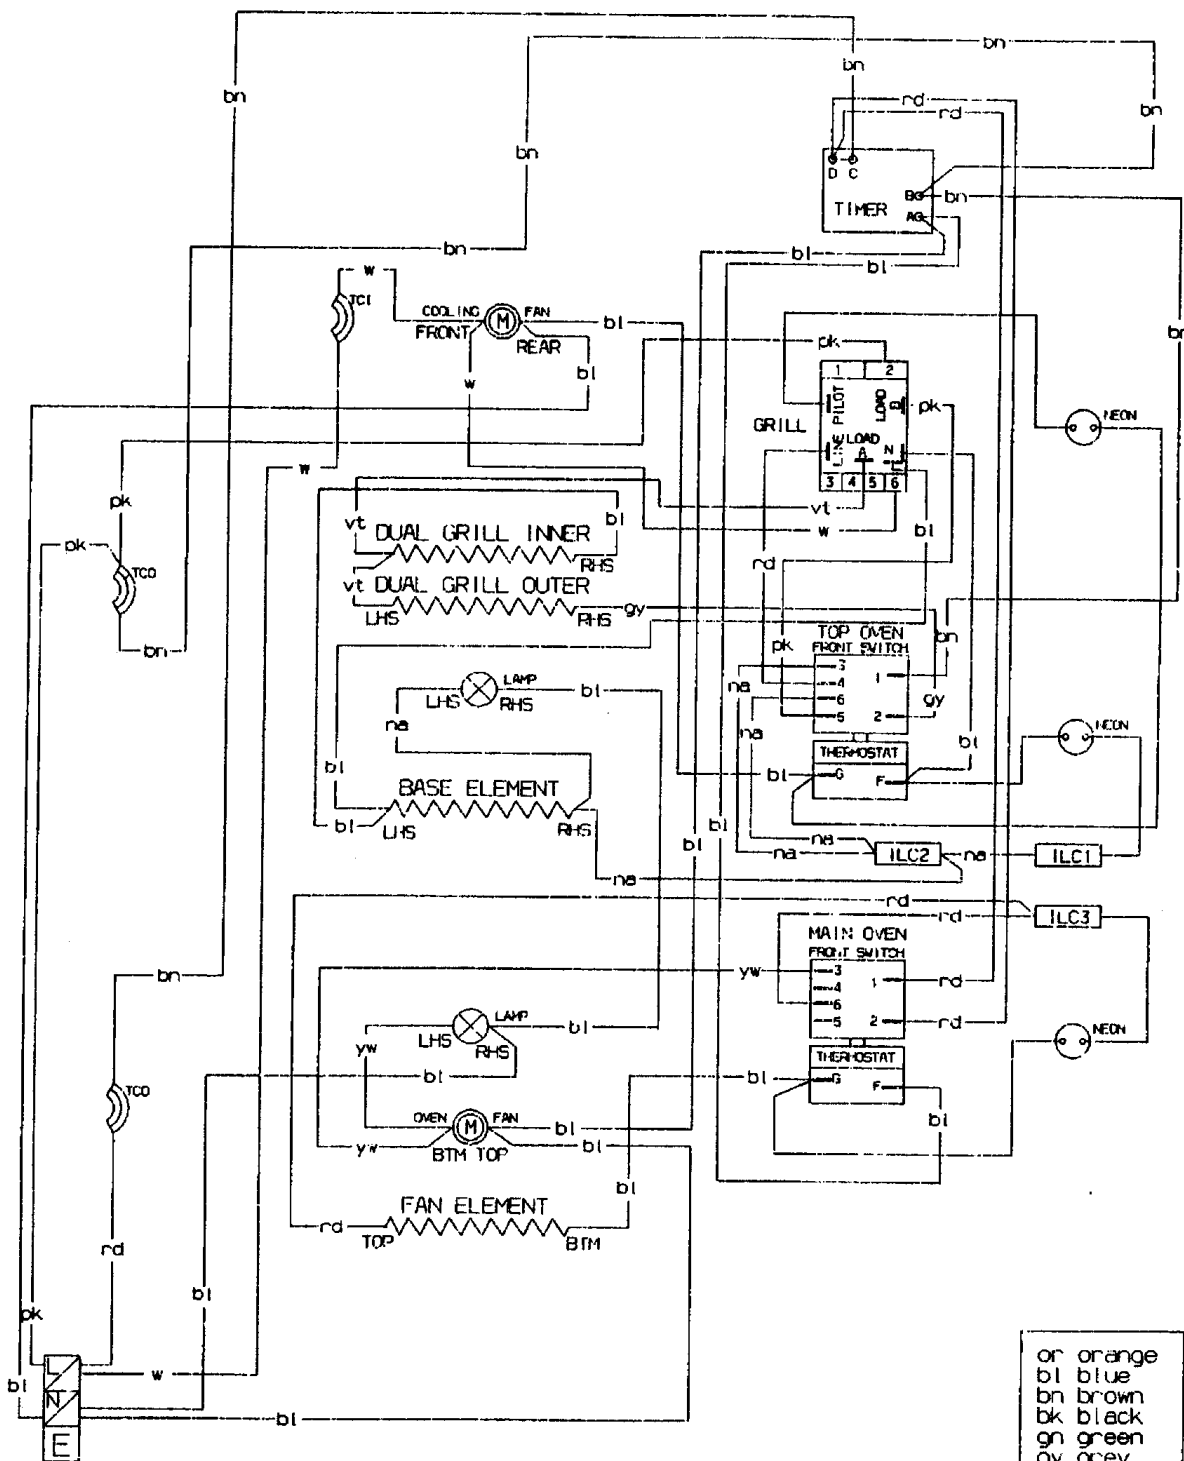 bn
bn
bn
bn
bn
bn
rd
rd
D C
TIMER
B
A
bn
bn
bl
bl
w
TC1
COOLING FAN
FRONT
REAR
bl
bl
w
w
pk
1 2
PILOT
LOAD
B
pk
GRILL
LINE
LOAD
A
N
3 4 5 6
NEON
vt
w
bl
rd
pk
pk
TCO
bn
vt
DUAL GRILL INNER
RHS
bl
vt
DUAL GRILL OUTER
LHS
RHS
gy
TOP OVEN
FRONT SWITCH
pk
bn
3
4
6
5
1
2
gy
na
na
THERMOSTAT
G
F
bl
bl
NEON
LAMP
LHS
RHS
bl
na
bl
BASE ELEMENT
LHS
RHS
bl
bl
bl
na
na
ILC2
na
ILC1
na
rd
rd
ILC3
MAIN OVEN
FRONT SWITCH
yw
3
4
6
5
1
2
rd
rd
THERMOSTAT
G
F
bl
bl
NEON
bn
LAMP
LHS
RHS
bl
yw
bl
TCO
OVEN FAN
BTM TOP
bl
bl
yw
bl
FAN ELEMENT
rd
TOP
BTM
rd
bl
pk
L
w
bl
N
bl
E
or orange
bl blue
bn brown
bk black
gn green
gy grey